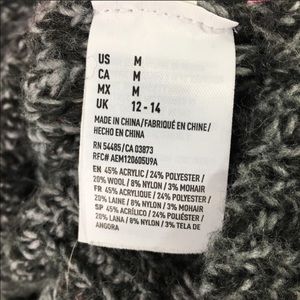 US M
CA M
MX M
UK 12 - 14
MADE IN CHINA/FABRIQUÉ EN CHINE/
HECHO EN CHINA
RN 54485/CA 03873
RFC# AEM120605U9A
EN 45% ACRYLIC / 24% POLYESTER/
20% WOOL / 8% NYLON / 3% MOHAIR
FR 45% ACRYLIQUE / 24% POLYESTER/
20% LAINE / 8% NYLON / 3% MOHAIR
SP 45% ACRÍLICO / 24% POLIÉSTER /
20% LANA / 8% NYLON / 3% TELA DE
ANGORA